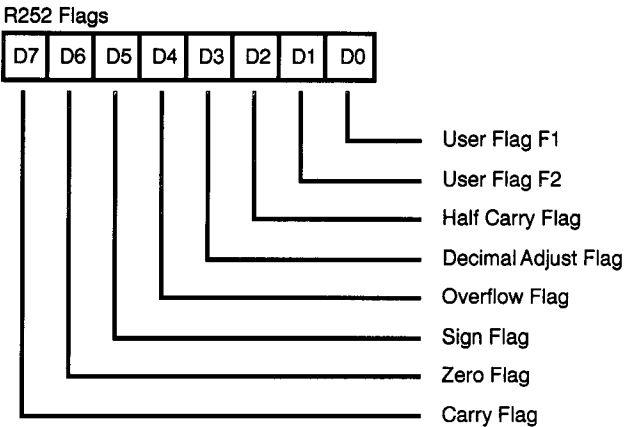 R252 Flags
D7 D6 D5 D4 D3 D2 D1 D0
User Flag F1
User Flag F2
Half Carry Flag
Decimal Adjust Flag
Overflow Flag
Sign Flag
Zero Flag
Carry Flag